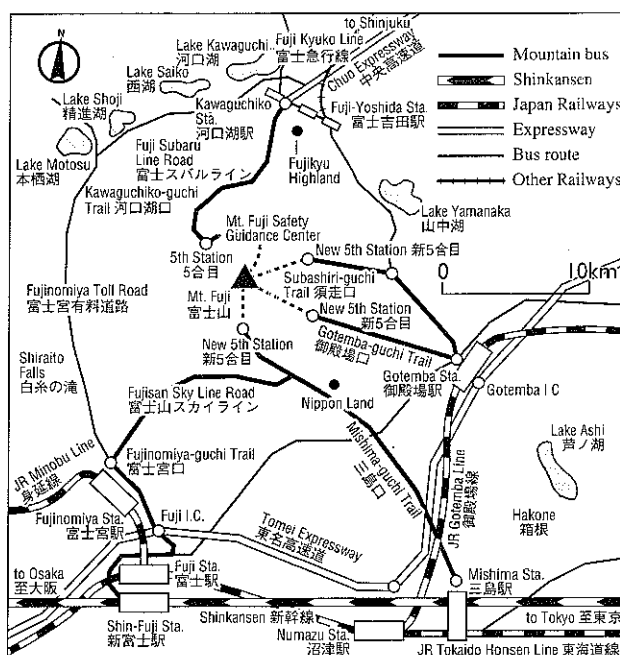 N
to Shinjuku
Fuji Kyuko Line
富士急行線
Chuo Expressway
中央高速道
Lake Kawaguchi
河口湖
Lake Saiko
西湖
Lake Shoji
精進湖
Lake Motosu
本栖湖
Kawaguchiko
Sta.
河口湖駅
Fuji-Yoshida Sta.
富士吉田駅
Fujikyu
Highland
Fuji Subaru
Line Road
富士スバルライン
Kawaguchiko-guchi
Trail 河口湖口
Mountain bus
Shinkansen
Japan Railways
Expressway
Bus route
Other Railways
Lake Yamanaka
山中湖
0 10km
Mt. Fuji Safety
Guidance Center
5th Station
5合目
New 5th Station 新5合目
Subashiri-guchi
Trail 須走口
Mt. Fuji
富士山
New 5th Station
新5合目
Gotemba-guchi Trail
御殿場口
New 5th Station
新5合目
Fujinomiya Toll Road
富士宮有料道路
Shiraito
Falls
白糸の滝
Gotemba Sta.
御殿場駅
Gotemba I.C
Fujisan Sky Line Road
富士山スカイライン
Nippon Land
Mishima-guchi Trail
三島口
Lake Ashi
芦ノ湖
Hakone
箱根
JR Gotemba Line
御殿場線
JR Minobu Line
身延線
Fujinomiya-guchi Trail
富士宮口
Fujinomiya Sta.
富士宮駅
Fuji I.C.
Tomei Expressway
東名高速道
to Osaka
至大阪
Fuji Sta.
富士駅
Mishima Sta.
三島駅
Shin-Fuji Sta.
新富士駅
Shinkansen 新幹線
to Tokyo 至東京
Numazu Sta.
沼津駅
JR Tokaido Honsen Line 東海道線